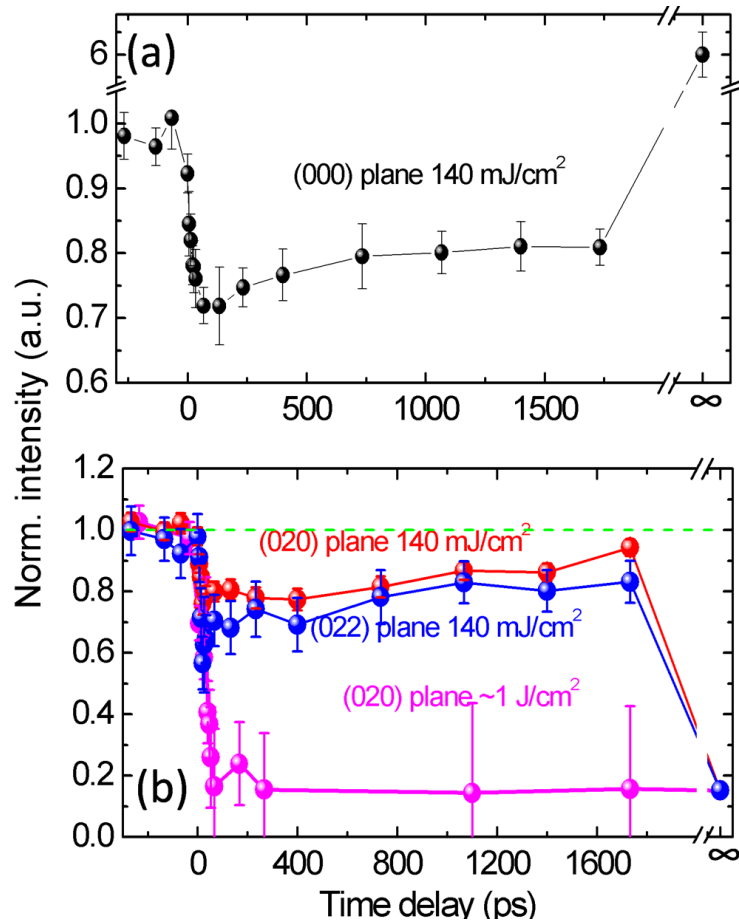 (a)
6
1.0
0.9
0.8
0.7
0.6
(000) plane 140 mJ/cm²
0 500 1000 1500 ∞
Norm. intensity (a.u.)
(b)
1.2
1.0
0.8
0.6
0.4
0.2
0.0
(020) plane 140 mJ/cm²
(022) plane 140 mJ/cm²
(020) plane ~1 J/cm²
0 400 800 1200 1600 ∞
Time delay (ps)